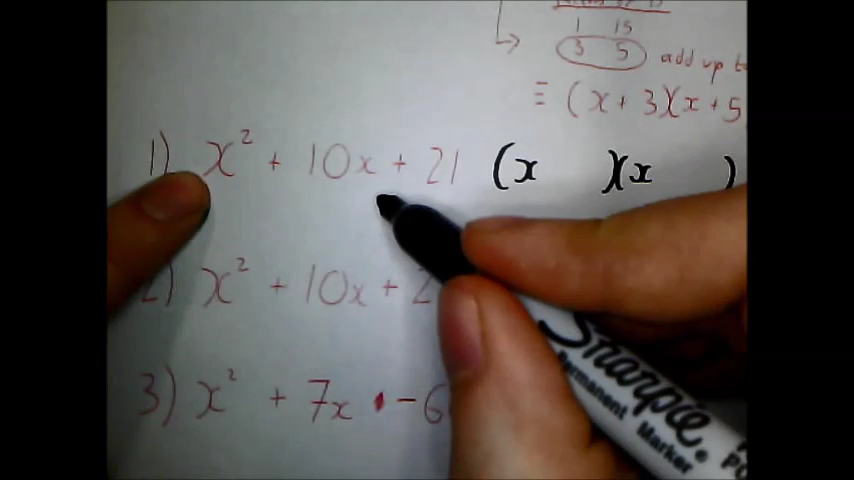 1 15
3 5 add up to
≡ (x + 3)(x + 5
1) x² + 10x + 21 (x )(x )
2) x² + 10x + 2
3) x² + 7x - 6
Sharpie.
Permanent
Marker